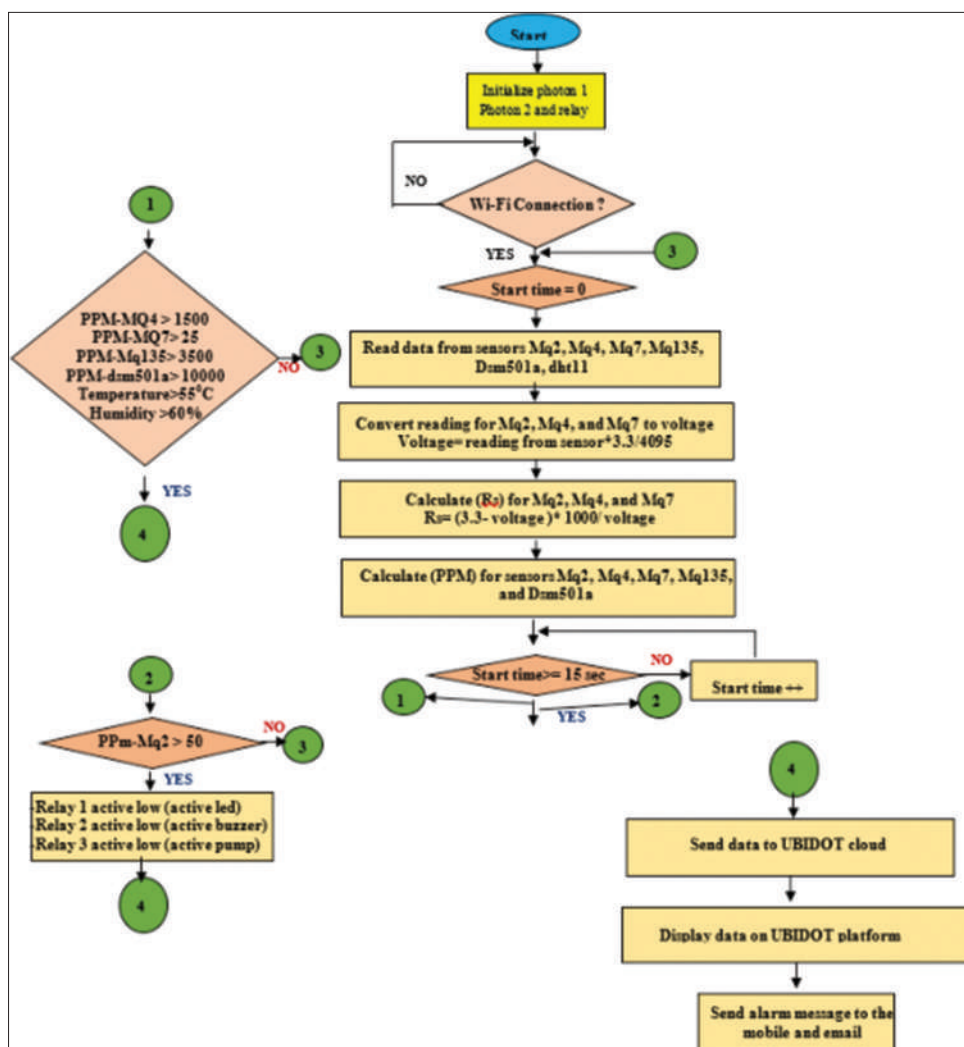 Start
Initialize photon 1
Photon 2 and relay
NO
Wi-Fi Connection ?
YES
3
Start time = 0
Read data from sensors Mq2, Mq4, Mq7, Mq135,
Dsm501a, dht11
Convert reading for Mq2, Mq4, and Mq7 to voltage
Voltage= reading from sensor*3.3/4095
Calculate (Rs) for Mq2, Mq4, and Mq7
Rs= (3.3- voltage )* 1000/ voltage
Calculate (PPM) for sensors Mq2, Mq4, Mq7, Mq135,
and Dsm501a
Start time>= 15 sec
NO
Start time ++
1
YES
2
1
PPM-MQ4 > 1500
PPM-MQ7> 25
PPM-Mq135> 3500
PPM-dsm501a> 10000
Temperature>55⁰C
Humidity >60%
NO
3
YES
4
2
PPm-Mq2 > 50
NO
3
YES
-Relay 1 active low (active led)
-Relay 2 active low (active buzzer)
-Relay 3 active low (active pump)
4
4
Send data to UBIDOT cloud
Display data on UBIDOT platform
Send alarm message to the
mobile and email